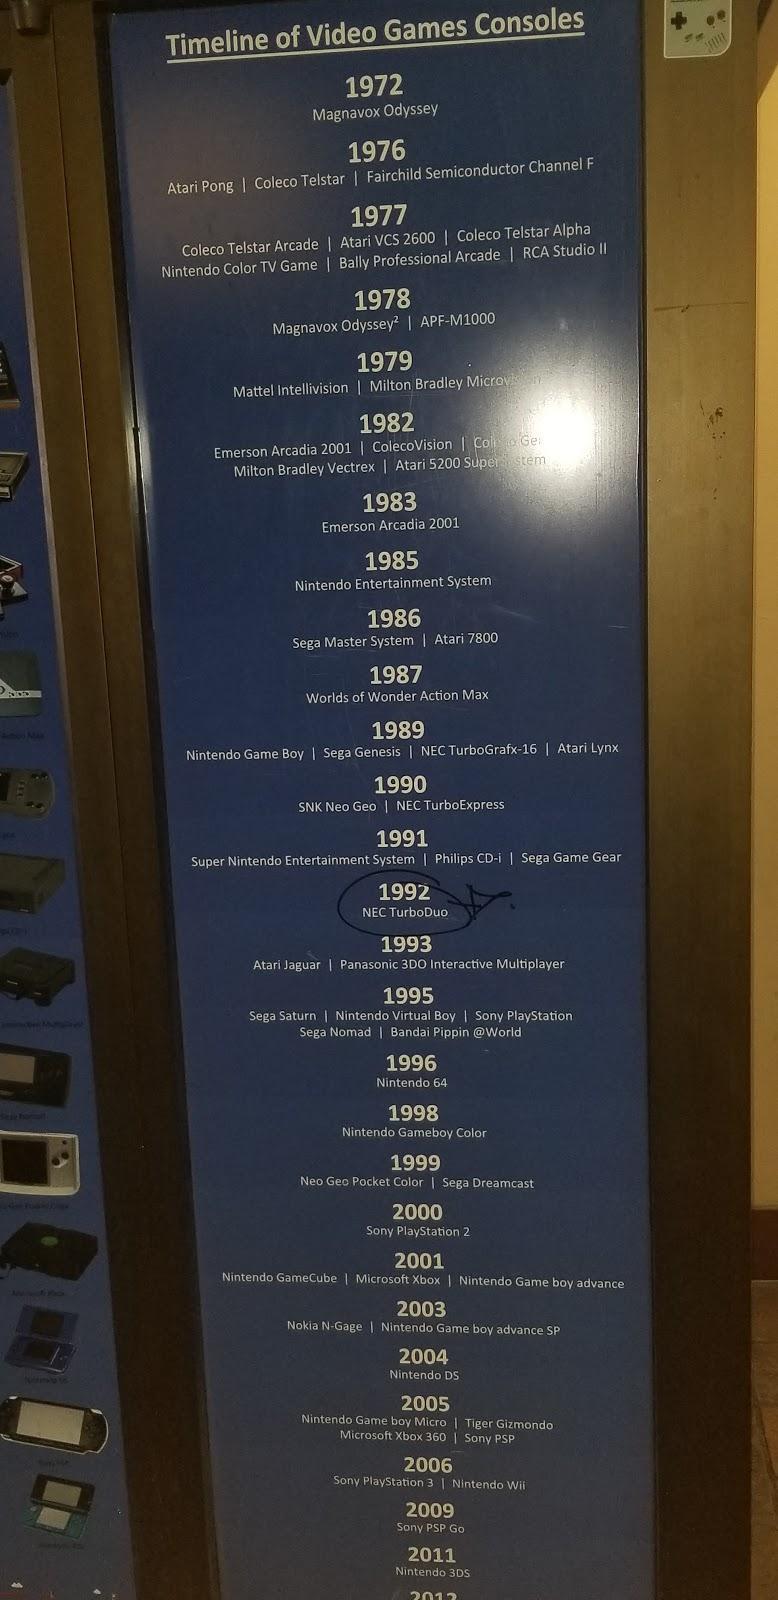 Timeline of Video Games Consoles
1972
Magnavox Odyssey
1976
Atari Pong | Coleco Telstar | Fairchild Semiconductor Channel F
1977
Coleco Telstar Arcade | Atari VCS 2600 | Coleco Telstar Alpha
Nintendo Color TV Game | Bally Professional Arcade | RCA Studio II
1978
Magnavox Odyssey² | APF-M1000
1979
Mattel Intellivision | Milton Bradley
1982
Emerson Arcadia 2001 | ColecoVision |
Milton Bradley Vectrex | Atari 5200 Super
1983
Emerson Arcadia 2001
1985
Nintendo Entertainment System
1986
Sega Master System | Atari 7800
1987
Worlds of Wonder Action Max
1989
Nintendo Game Boy | Sega Genesis | NEC TurboGrafx-16 | Atari Lynx
1990
SNK Neo Geo | NEC TurboExpress
1991
Super Nintendo Entertainment System | Philips CD-i | Sega Game Gear
1992
NEC TurboDuo
1993
Atari Jaguar | Panasonic 3DO Interactive Multiplayer
1995
Sega Saturn | Nintendo Virtual Boy | Sony PlayStation
Sega Nomad | Bandai Pippin @World
1996
Nintendo 64
1998
Nintendo Gameboy Color
1999
Neo Geo Pocket Color | Sega Dreamcast
2000
Sony PlayStation 2
2001
Nintendo GameCube | Microsoft Xbox | Nintendo Game boy advance
2003
Nokia N-Gage | Nintendo Game boy advance SP
2004
Nintendo DS
2005
Nintendo Game boy Micro | Tiger Gizmondo
Microsoft Xbox 360 | Sony PSP
2006
Sony PlayStation 3 | Nintendo Wii
2009
Sony PSP Go
2011
Nintendo 3DS
2012